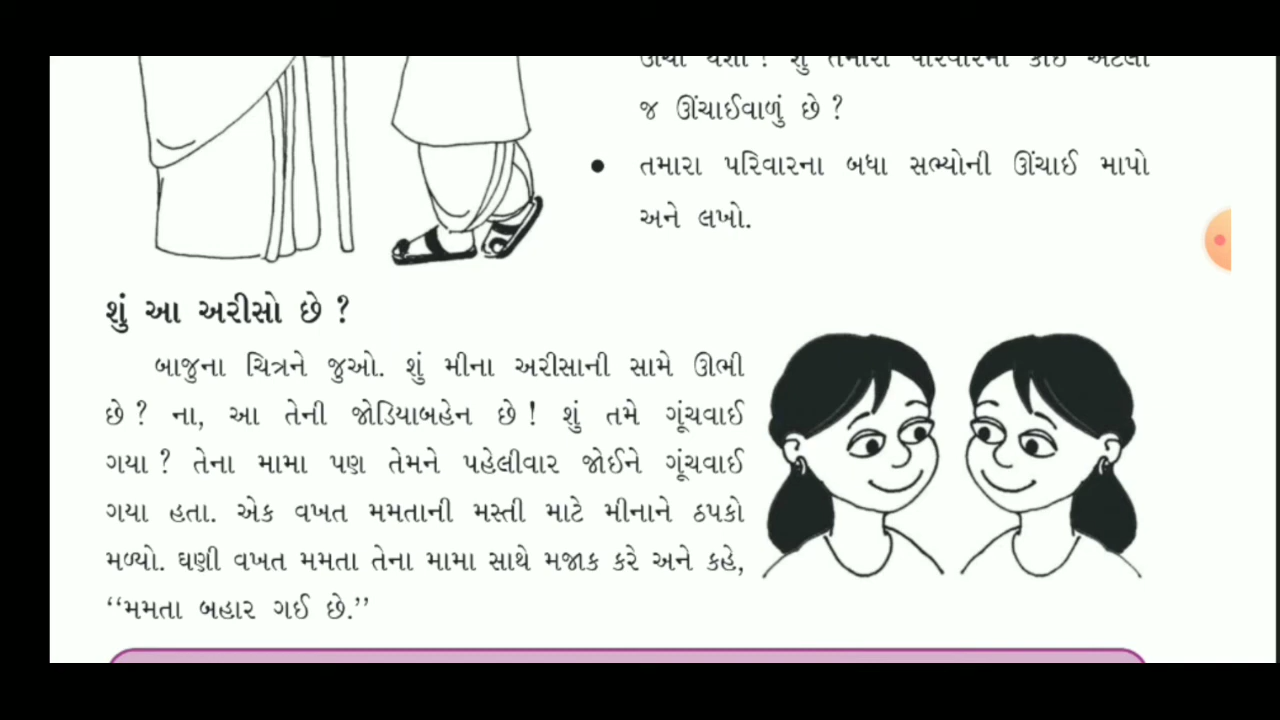 જ ઊંચાઈવાળું છે ?
● તમારા પરિવારના બધા સભ્યોની ઊંચાઈ માપો
અને લખો.
શું આ અરીસો છે ?
બાજુના ચિત્રને જુઓ. શું મીના અરીસાની સામે ઊભી
છે ? ના, આ તેની જોડિયાબહેન છે ! શું તમે ગૂંચવાઈ
ગયા ? તેના મામા પણ તેમને પહેલીવાર જોઈને ગૂંચવાઈ
ગયા હતા. એક વખત મમતાની મસ્તી માટે મીનાને ઠપકો
મળ્યો. ઘણી વખત મમતા તેના મામા સાથે મજાક કરે અને કહે,
‘‘મમતા બહાર ગઈ છે.’’